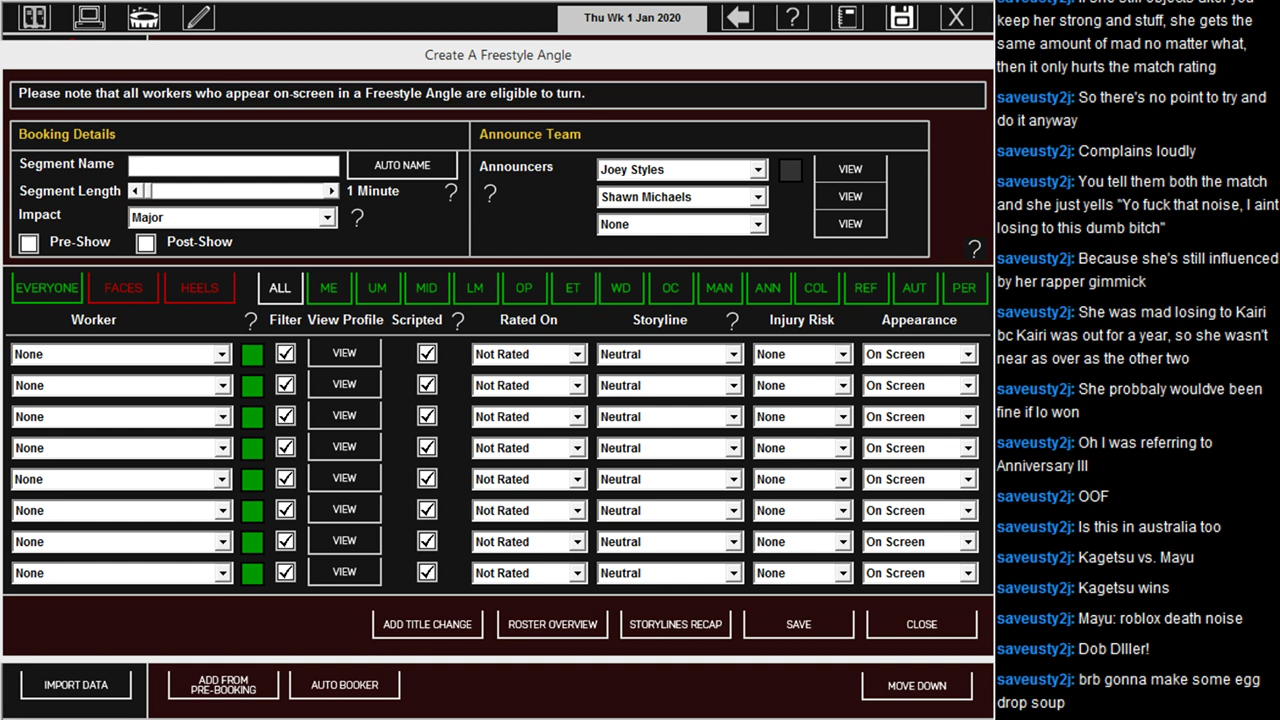 Thu Wk 1 Jan 2020
?
X
Create A Freestyle Angle
Please note that all workers who appear on-screen in a Freestyle Angle are eligible to turn.
Booking Details
Announce Team
Segment Name
AUTO NAME
Segment Length
1 Minute
?
Impact
Major
?
Pre-Show
Post-Show
Announcers
?
Joey Styles
VIEW
Shawn Michaels
VIEW
None
VIEW
?
EVERYONE FACES HEELS ALL ME UM MID LM OP ET WD OC MAN ANN COL REF AUT PER
Worker ? Filter View Profile Scripted ? Rated On Storyline ? Injury Risk Appearance
None VIEW Not Rated Neutral None On Screen
None VIEW Not Rated Neutral None On Screen
None VIEW Not Rated Neutral None On Screen
None VIEW Not Rated Neutral None On Screen
None VIEW Not Rated Neutral None On Screen
None VIEW Not Rated Neutral None On Screen
None VIEW Not Rated Neutral None On Screen
None VIEW Not Rated Neutral None On Screen
ADD TITLE CHANGE ROSTER OVERVIEW STORYLINES RECAP SAVE CLOSE
IMPORT DATA
ADD FROM
PRE-BOOKING
AUTO BOOKER
MOVE DOWN
keep her strong and stuff, she gets the
same amount of mad no matter what,
then it only hurts the match rating
saveusty2j: So there's no point to try and
do it anyway
saveusty2j: Complains loudly
saveusty2j: You tell them both the match
and she just yells "Yo fuck that noise, I aint
losing to this dumb bitch"
saveusty2j: Because she's still influenced
by her rapper gimmick
saveusty2j: She was mad losing to Kairi
bc Kairi was out for a year, so she wasn't
near as over as the other two
saveusty2j: She probbaly wouldve been
fine if Io won
saveusty2j: Oh I was referring to
Anniversary III
saveusty2j: OOF
saveusty2j: Is this in australia too
saveusty2j: Kagetsu vs. Mayu
saveusty2j: Kagetsu wins
saveusty2j: Mayu: roblox death noise
saveusty2j: Dob DIller!
saveusty2j: brb gonna make some egg
drop soup